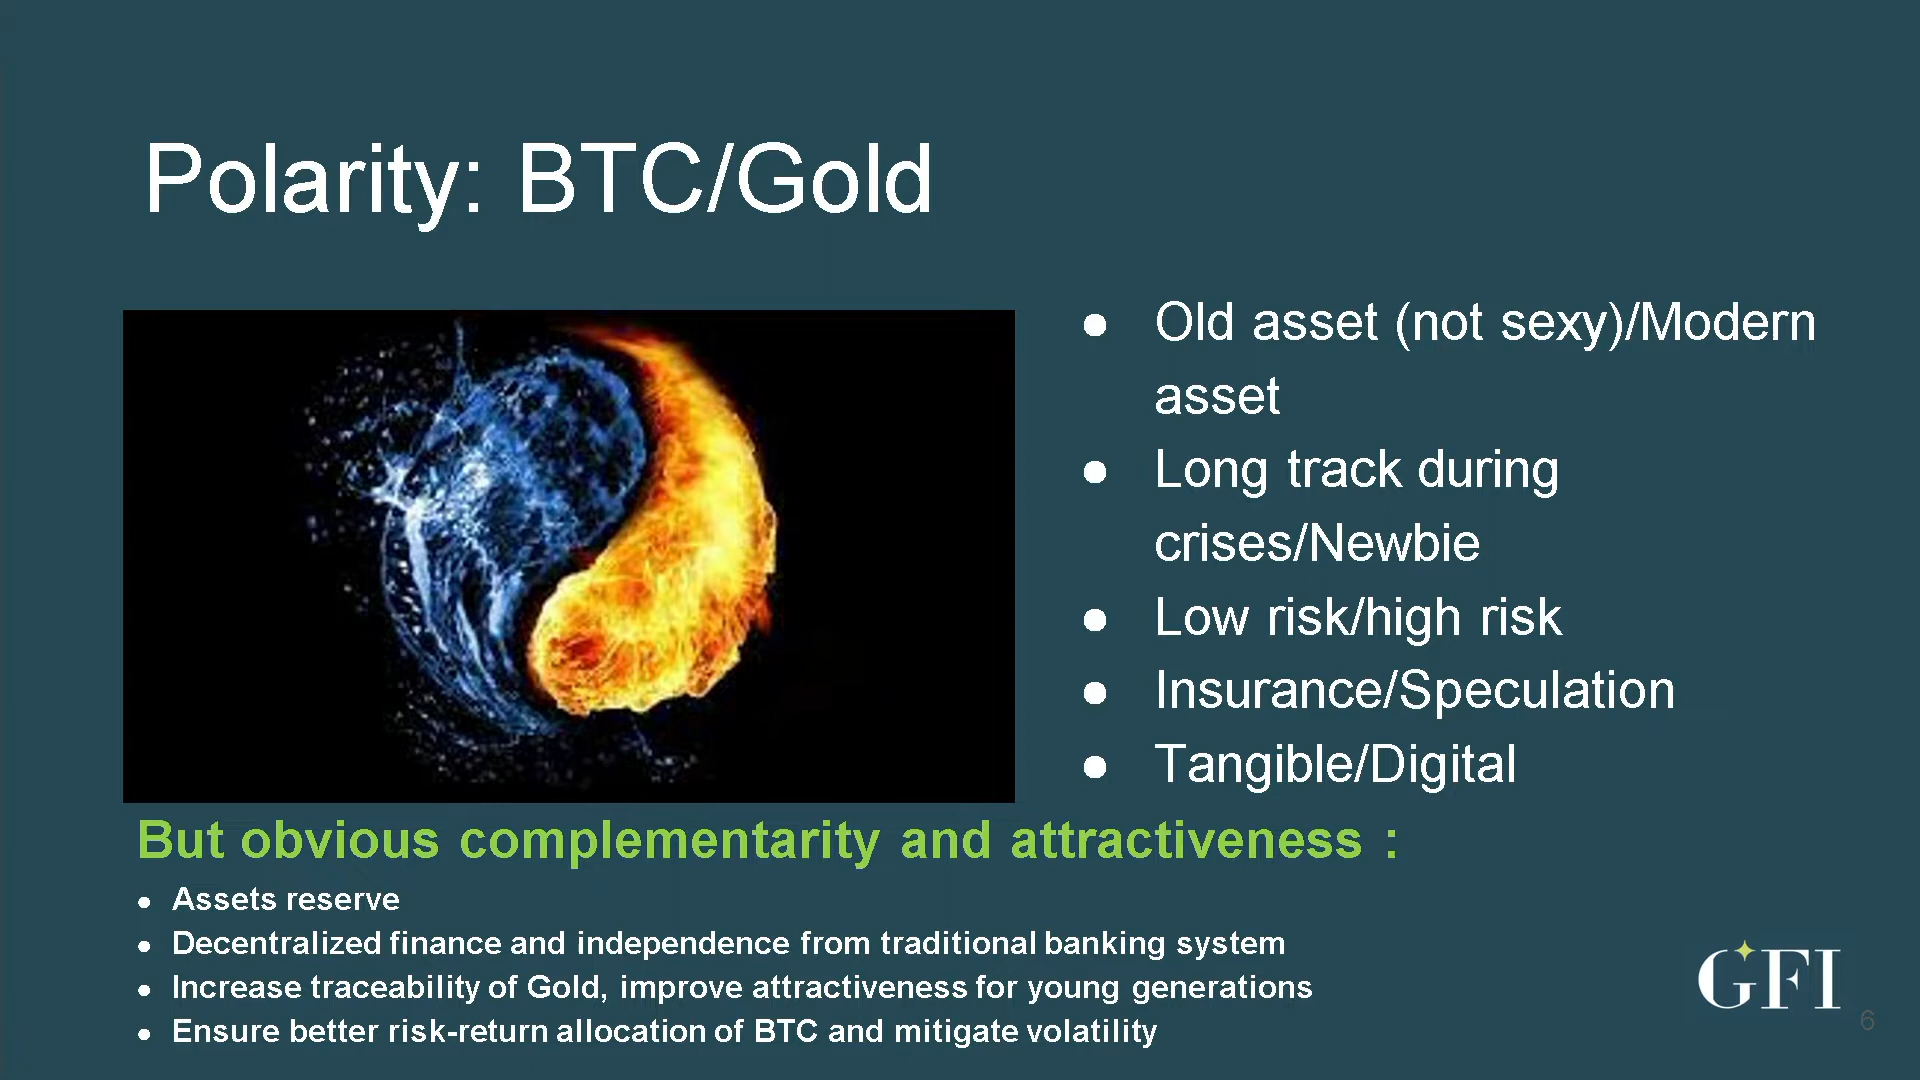 Polarity: BTC/Gold
● Old asset (not sexy)/Modern
asset
● Long track during
crises/Newbie
● Low risk/high risk
● Insurance/Speculation
● Tangible/Digital
But obvious complementarity and attractiveness :
● Assets reserve
● Decentralized finance and independence from traditional banking system
● Increase traceability of Gold, improve attractiveness for young generations
● Ensure better risk-return allocation of BTC and mitigate volatility
GFI
6